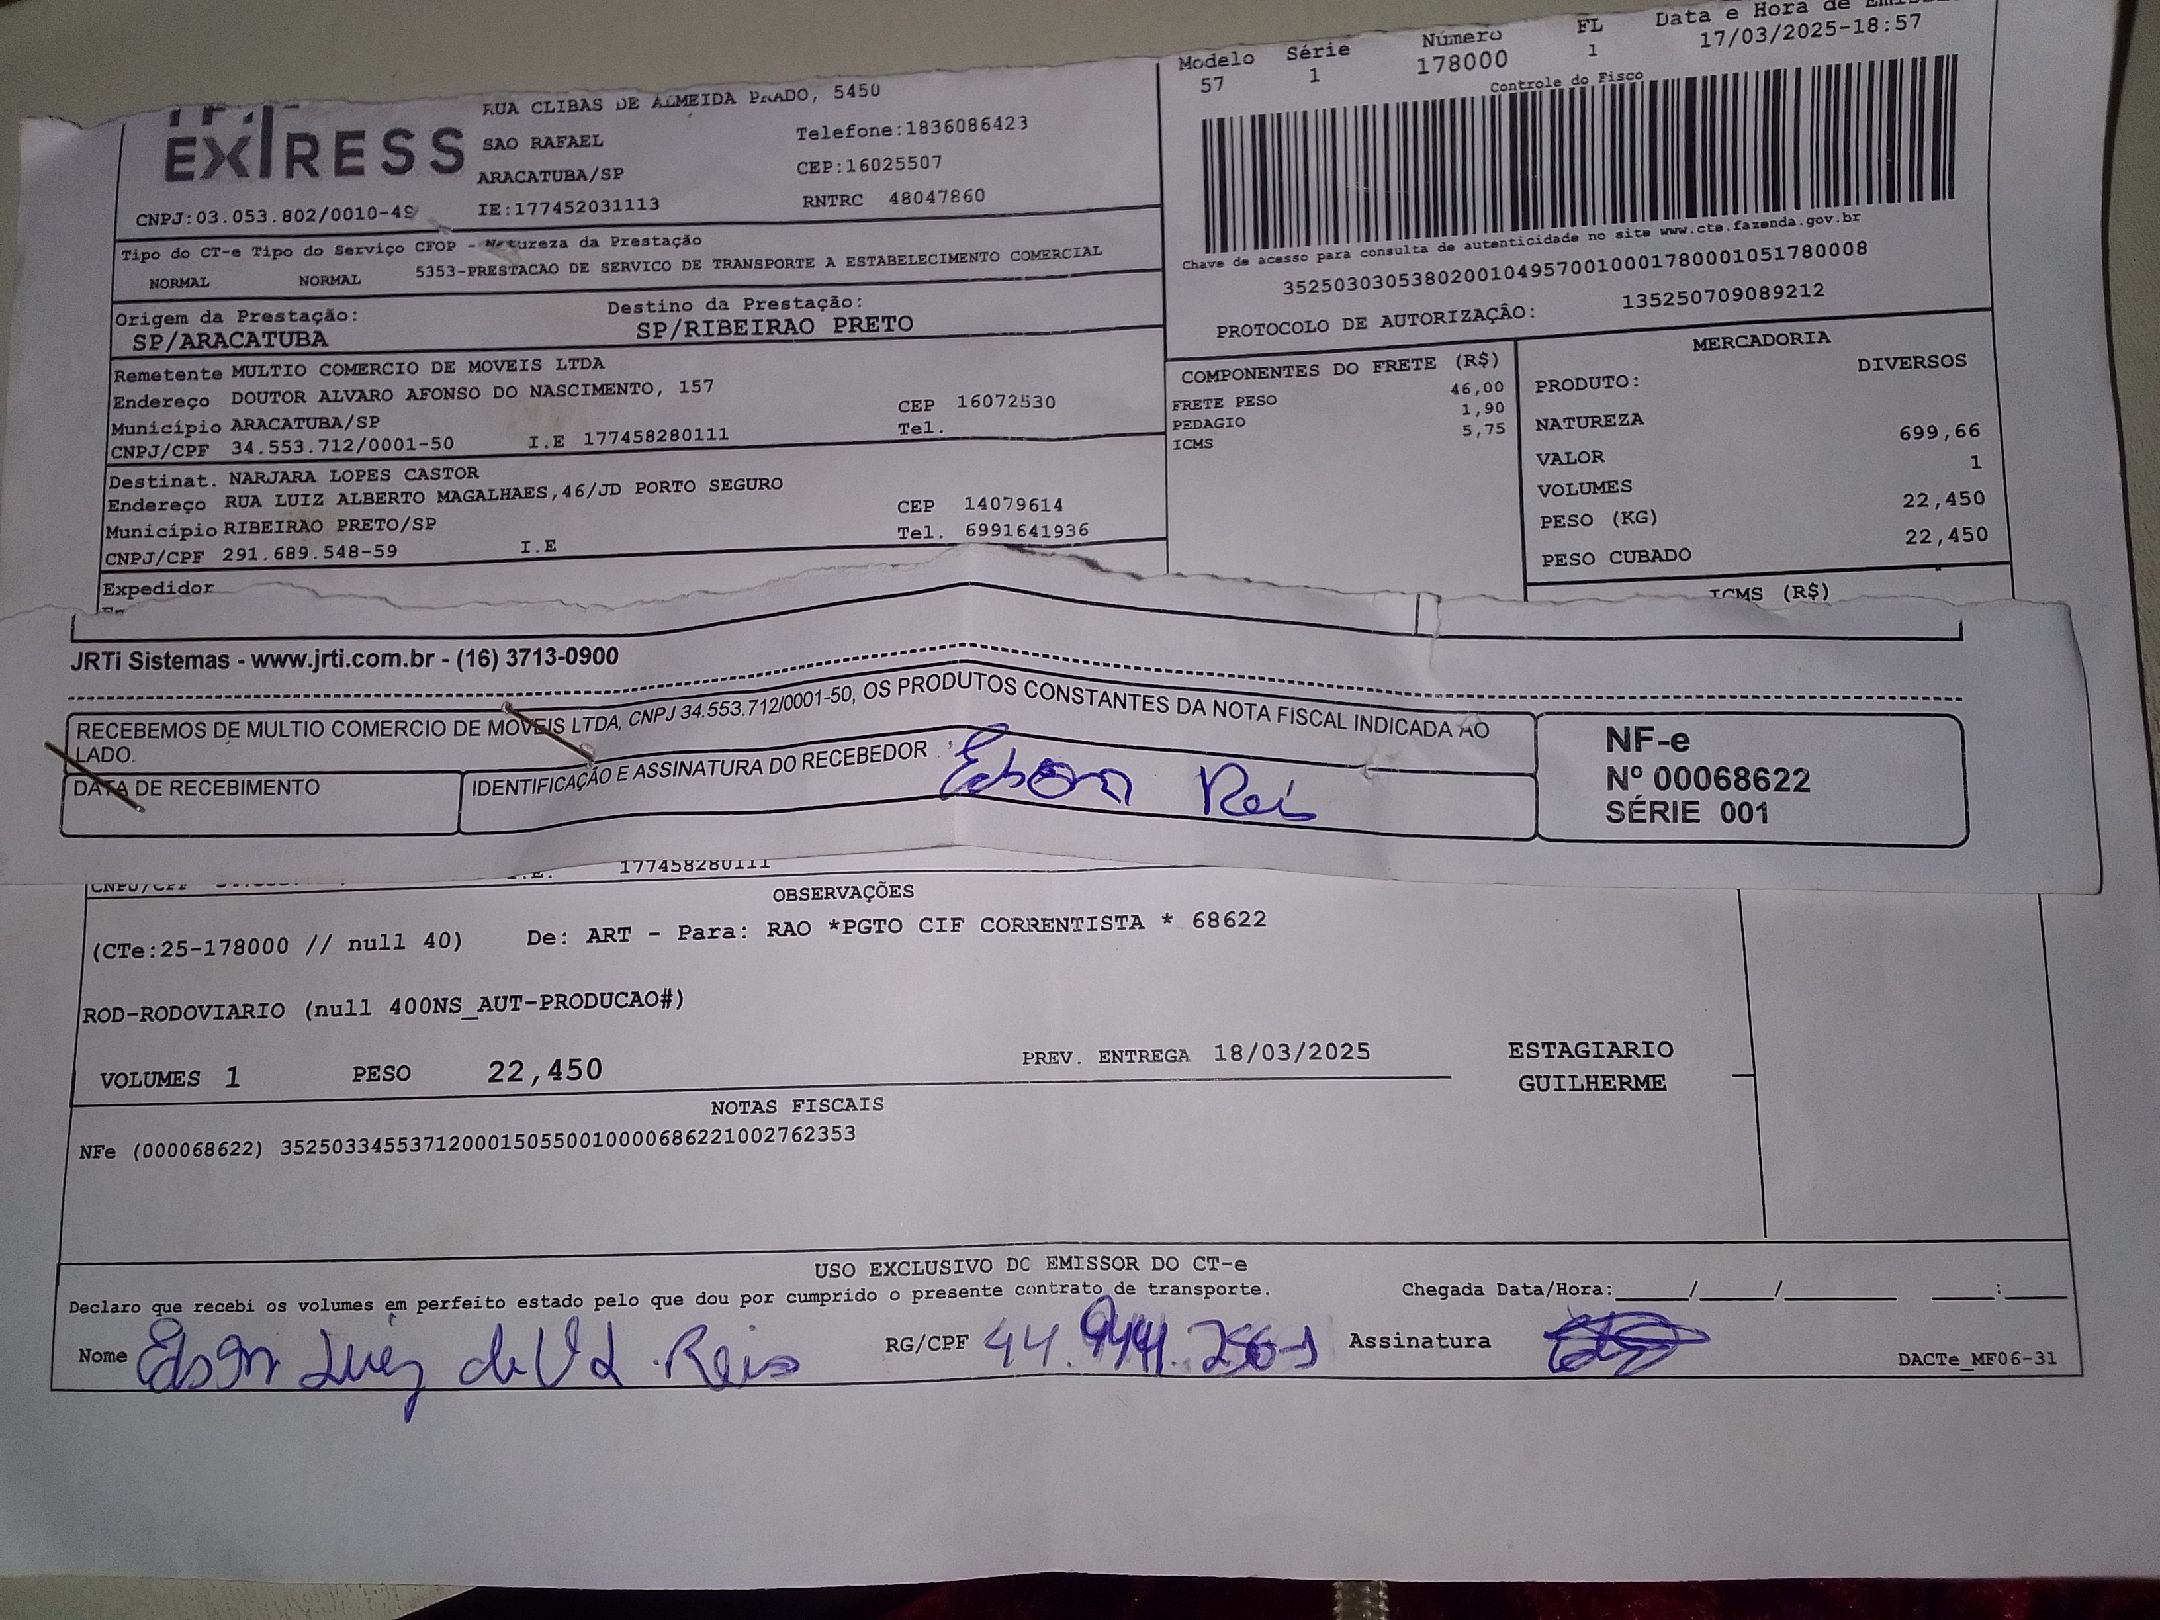 EXPRESS
RUA CLIBAS DE ALMEIDA PRADO, 5450
SAO RAFAEL
Telefone:1836086423
ARACATUBA/SP
CEP:16025507
CNPJ:03.053.802/0010-49
IE:177452031113
RNTRC 48047860
Modelo Série Número FL Data e Hora de
57 1 178000 1 17/03/2025-18:57
Controle do Fisco
Chave de acesso para consulta de autenticidade no site www.cte.fazenda.gov.br
35250303053802001049570010001780001051780008
PROTOCOLO DE AUTORIZAÇÃO: 135250709089212
Tipo do CT-e Tipo do Serviço CFOP - Natureza da Prestação
NORMAL NORMAL 5353-PRESTACAO DE SERVICO DE TRANSPORTE A ESTABELECIMENTO COMERCIAL
Origem da Prestação: Destino da Prestação:
SP/ARACATUBA SP/RIBEIRAO PRETO
Remetente MULTIO COMERCIO DE MOVEIS LTDA
Endereço DOUTOR ALVARO AFONSO DO NASCIMENTO, 157
CEP 16072530
Município ARACATUBA/SP
Tel.
CNPJ/CPF 34.553.712/0001-50 I.E 177458280111
Destinat. NARJARA LOPES CASTOR
Endereço RUA LUIZ ALBERTO MAGALHAES,46/JD PORTO SEGURO
CEP 14079614
Município RIBEIRAO PRETO/SP
Tel. 6991641936
CNPJ/CPF 291.689.548-59 I.E
Expedidor
COMPONENTES DO FRETE (R$)
FRETE PESO 46,00
PEDAGIO 1,90
ICMS 5,75
MERCADORIA
PRODUTO: DIVERSOS
NATUREZA
VALOR 699,66
VOLUMES 1
PESO (KG) 22,450
PESO CUBADO 22,450
ICMS (R$)
JRTi Sistemas - www.jrti.com.br - (16) 3713-0900
RECEBEMOS DE MULTIO COMERCIO DE MOVEIS LTDA, CNPJ 34.553.712/0001-50, OS PRODUTOS CONSTANTES DA NOTA FISCAL INDICADA AO
LADO.
DATA DE RECEBIMENTO
IDENTIFICAÇÃO E ASSINATURA DO RECEBEDOR
Edson Reis
NF-e
Nº 00068622
SÉRIE 001
CNPJ/CPF I.E. 177458280111
OBSERVAÇÕES
(CTe:25-178000 // null 40) De: ART - Para: RAO *PGTO CIF CORRENTISTA * 68622
ROD-RODOVIARIO (null 400NS_AUT-PRODUCAO#)
VOLUMES 1 PESO 22,450 PREV. ENTREGA 18/03/2025
ESTAGIARIO
GUILHERME
NOTAS FISCAIS
NFe (000068622) 35250334553712000150550010000686221002762353
USO EXCLUSIVO DO EMISSOR DO CT-e
Declaro que recebi os volumes em perfeito estado pelo que dou por cumprido o presente contrato de transporte.
Chegada Data/Hora:_____/_____/________ ____:____
Nome Edson Luiz Reis RG/CPF Assinatura
DACTe_MF06-31